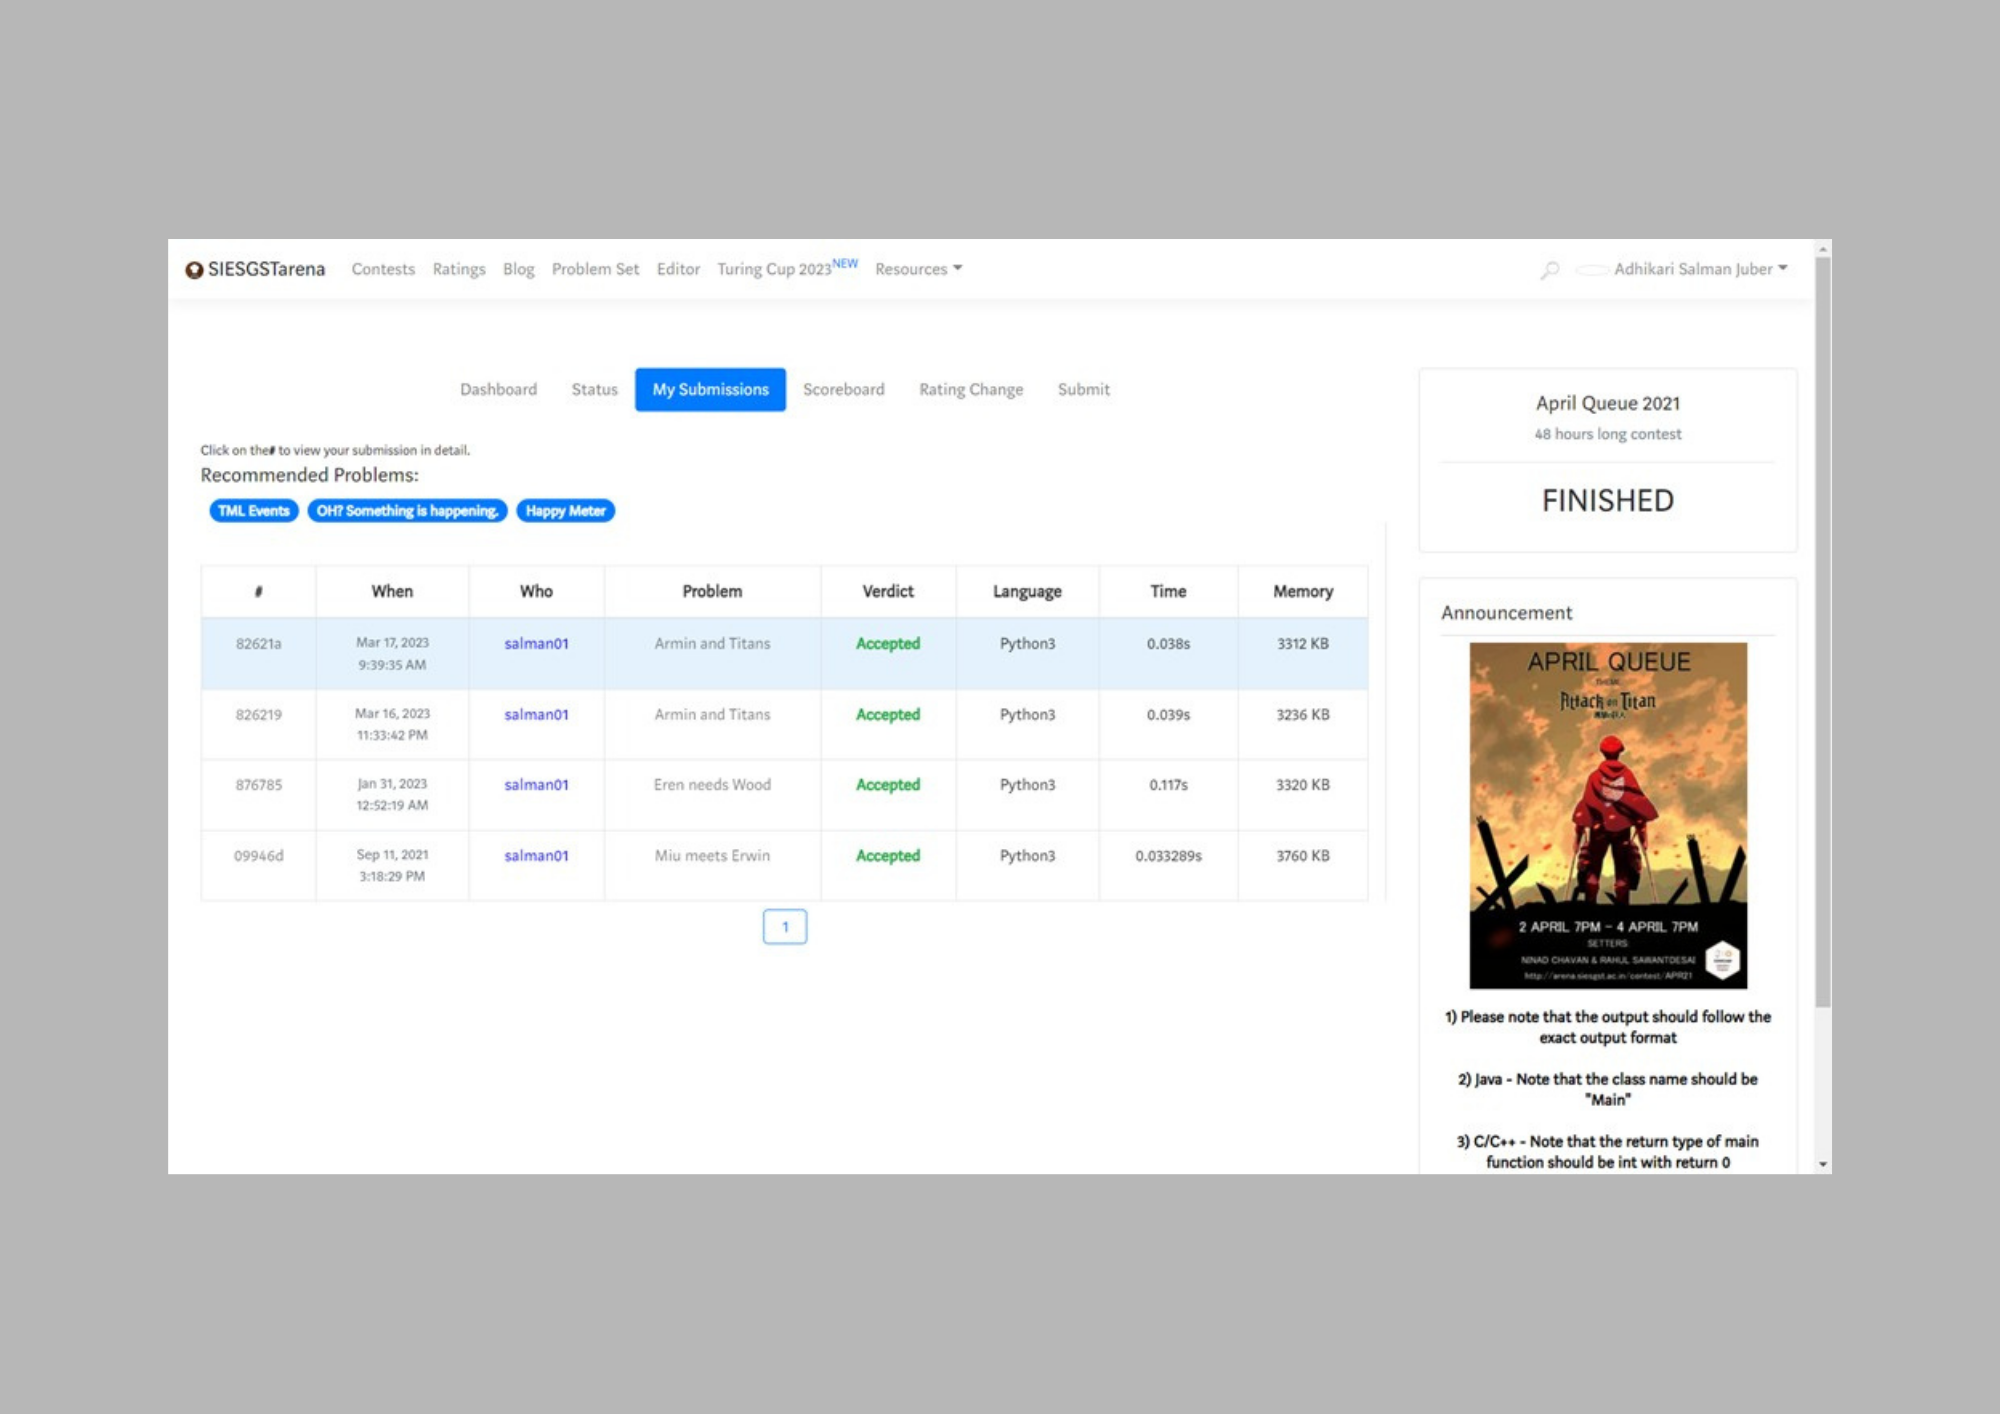 SIESGSTarena Contests Ratings Blog Problem Set Editor Turing Cup 2023NEW Resources Adhikari Salman Juber
Dashboard Status My Submissions Scoreboard Rating Change Submit
Click on the# to view your submission in detail.
Recommended Problems:
TML Events OH? Something is happening. Happy Meter
# When Who Problem Verdict Language Time Memory
82621a Mar 17, 2023 salman01 Armin and Titans Accepted Python3 0.038s 3312 KB
9:39:35 AM
826219 Mar 16, 2023 salman01 Armin and Titans Accepted Python3 0.039s 3236 KB
11:33:42 PM
876785 Jan 31, 2023 salman01 Eren needs Wood Accepted Python3 0.117s 3320 KB
12:52:19 AM
09946d Sep 11, 2021 salman01 Miu meets Erwin Accepted Python3 0.033289s 3760 KB
3:18:29 PM
1
April Queue 2021
48 hours long contest
FINISHED
Announcement
APRIL QUEUE
THEME
Attack on Titan
2 APRIL 7PM - 4 APRIL 7PM
SETTERS
NINAD CHAVAN & RAHUL SAWANTDESAI
http://arena.siesgst.ac.in/contest/APR21
1) Please note that the output should follow the
exact output format
2) Java - Note that the class name should be
"Main"
3) C/C++ - Note that the return type of main
function should be int with return 0